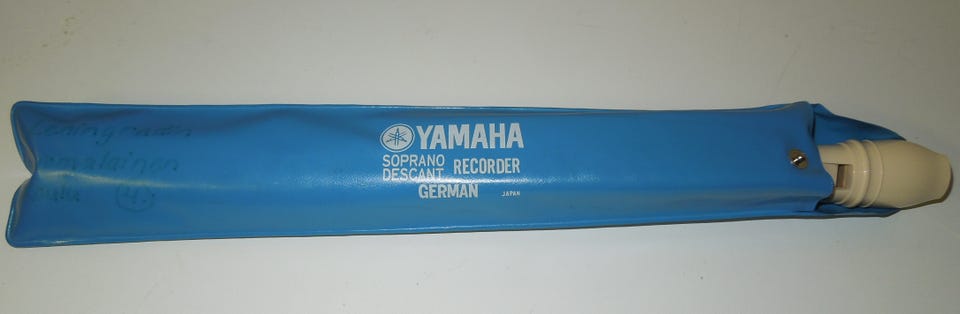 YAMAHA
SOPRANO
DESCANT RECORDER
GERMAN
JAPAN